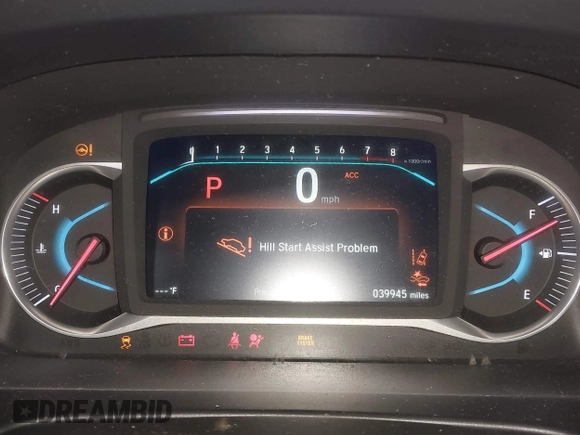 0 1 2 3 4 5 6 7 8
x1000r/min
P 0 mph ACC
H
F
Hill Start Assist Problem
C
E
---°F
039945 miles
BRAKE SYSTEM
DREAMBID